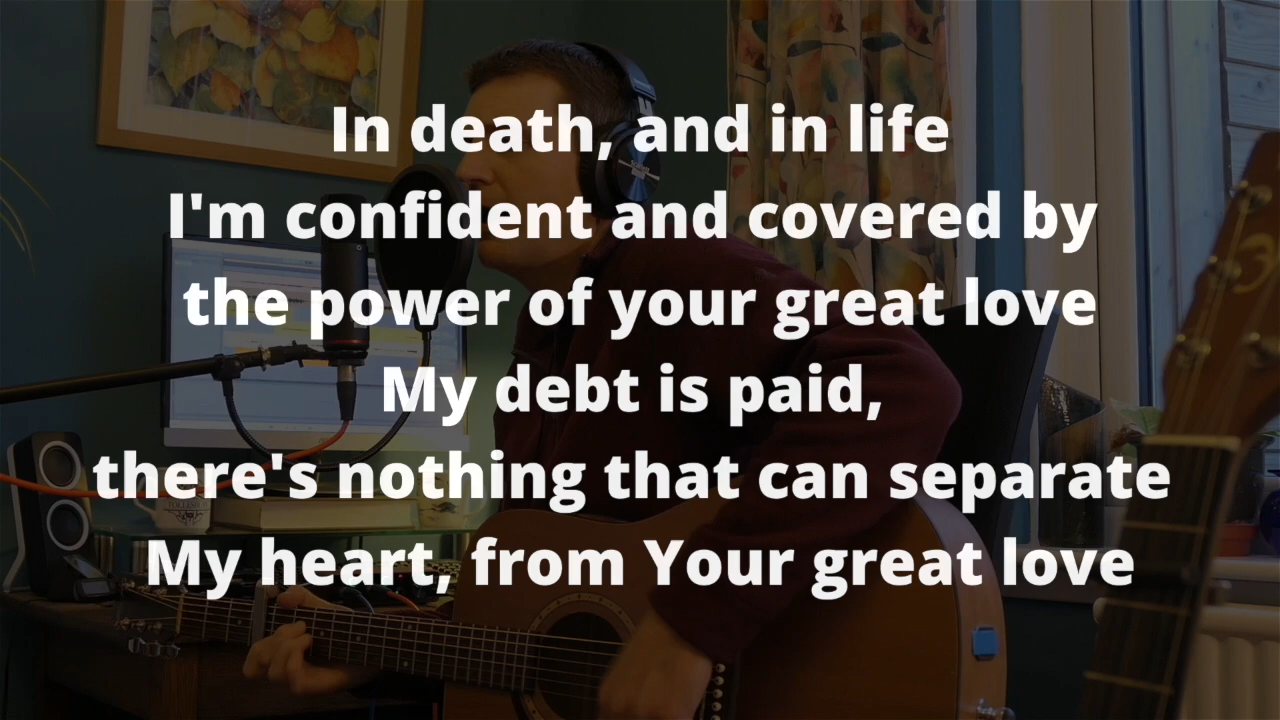 In death, and in life
I'm confident and covered by
the power of your great love
My debt is paid,
there's nothing that can separate
My heart, from Your great love